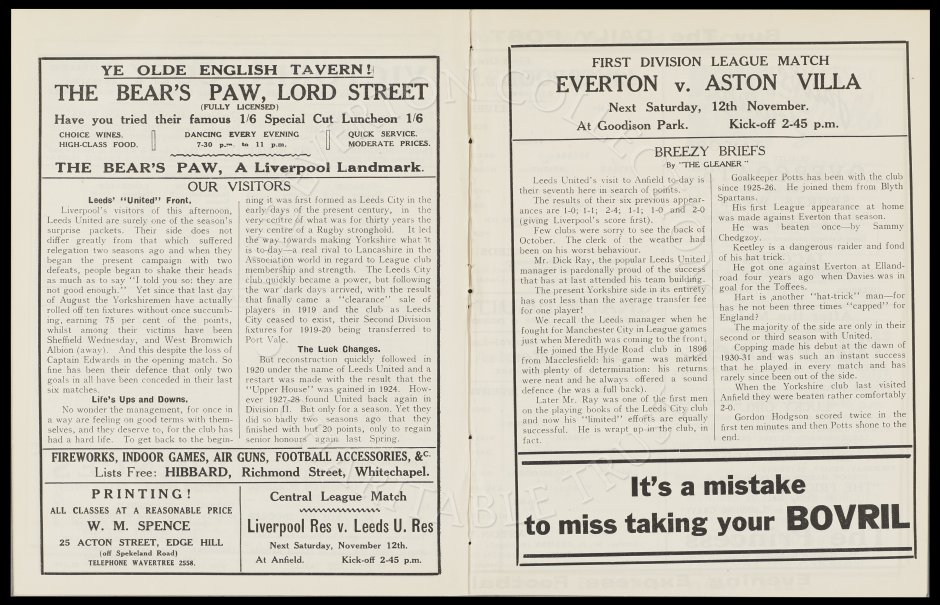 YE OLDE ENGLISH TAVERN!
THE BEAR'S PAW, LORD STREET
(FULLY LICENSED)
Have you tried their famous 1/6 Special Cut Luncheon 1/6
CHOICE WINES.
HIGH-CLASS FOOD.
DANCING EVERY EVENING
7-30 p.m. to 11 p.m.
QUICK SERVICE.
MODERATE PRICES.
THE BEAR'S PAW, A Liverpool Landmark.
OUR VISITORS
Leeds' "United" Front.
Liverpool's visitors of this afternoon,
Leeds United are surely one of the season's
surprise packets. Their side does not
differ greatly from that which suffered
relegation two seasons ago and when they
began the present campaign with two
defeats, people began to shake their heads
as much as to say "I told you so: they are
not good enough." Yet since that last day
of August the Yorkshiremen have actually
rolled off ten fixtures without once succumb-
ing, earning 75 per cent of the points,
whilst among their victims have been
Sheffield Wednesday, and West Bromwich
Albion (away). And this despite the loss of
Captain Edwards in the opening match. So
fine has been their defence that only two
goals in all have been conceded in their last
six matches.
Life's Ups and Downs.
No wonder the management, for once in
a way are feeling on good terms with them-
selves, and they deserve to, for the club has
had a hard life. To get back to the begin-
ning it was first formed as Leeds City in the
early days of the present century, in the
very centre of what was for thirty years the
very centre of a Rugby stronghold. It led
the way towards making Yorkshire what it
is to-day—a real rival to Lancashire in the
Association world in regard to League club
membership and strength. The Leeds City
club quickly became a power, but following
the war dark days arrived, with the result
that finally came a "clearance" sale of
players in 1919 and the club as Leeds
City ceased to exist, their Second Division
fixtures for 1919-20 being transferred to
Port Vale.
The Luck Changes.
But reconstruction quickly followed in
1920 under the name of Leeds United and a
restart was made with the result that the
"Upper House" was gained in 1924. How-
ever 1927-28 found United back again in
Division II. But only for a season. Yet they
did so badly two seasons ago that they
finished with but 20 points, only to regain
senior honours again last Spring.
FIREWORKS, INDOOR GAMES, AIR GUNS, FOOTBALL ACCESSORIES, &c.
Lists Free: HIBBARD, Richmond Street, Whitechapel.
PRINTING!
ALL CLASSES AT A REASONABLE PRICE
W. M. SPENCE
25 ACTON STREET, EDGE HILL
(off Spekeland Road)
TELEPHONE WAVERTREE 2558.
Central League Match
Liverpool Res v. Leeds U. Res
Next Saturday, November 12th.
At Anfield. Kick-off 2-45 p.m.
FIRST DIVISION LEAGUE MATCH
EVERTON v. ASTON VILLA
Next Saturday, 12th November.
At Goodison Park. Kick-off 2-45 p.m.
BREEZY BRIEFS
By "THE GLEANER"
Leeds United's visit to Anfield to-day is
their seventh here in search of points.
The results of their six previous appear-
ances are 1-0; 1-1; 2-4; 1-1; 1-0 and 2-0
(giving Liverpool's score first).
Few clubs were sorry to see the back of
October. The clerk of the weather had
been on his worst behaviour.
Mr. Dick Ray, the popular Leeds United
manager is pardonably proud of the success
that has at last attended his team building.
The present Yorkshire side in its entirety
has cost less than the average transfer fee
for one player!
We recall the Leeds manager when he
fought for Manchester City in League games
just when Meredith was coming to the front.
He joined the Hyde Road club in 1896
from Macclesfield: his game was marked
with plenty of determination: his returns
were neat and he always offered a sound
defence (he was a full back).
Later Mr. Ray was one of the first men
on the playing books of the Leeds City club
and now his "limited" efforts are equally
successful. He is wrapt up in the club, in
fact.
Goalkeeper Potts has been with the club
since 1925-26. He joined them from Blyth
Spartans.
His first League appearance at home
was made against Everton that season.
He was beaten once—by Sammy
Chedgzoy.
Keetley is a dangerous raider and fond
of his hat trick.
He got one against Everton at Elland-
road four years ago when Davies was in
goal for the Toffees.
Hart is another "hat-trick" man—for
has he not been three times "capped" for
England?
The majority of the side are only in their
second or third season with United.
Copping made his debut at the dawn of
1930-31 and was such an instant success
that he played in every match and has
rarely since been out of the side.
When the Yorkshire club last visited
Anfield they were beaten rather comfortably
2-0.
Gordon Hodgson scored twice in the
first ten minutes and then Potts shone to the
end.
It's a mistake
to miss taking your BOVRIL